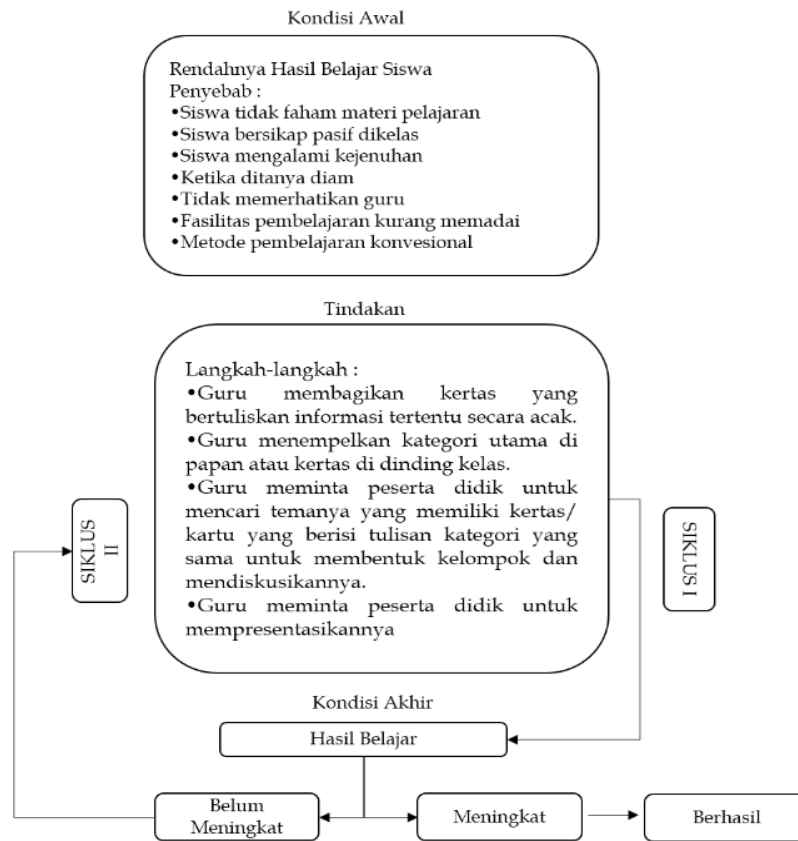 Kondisi Awal
Rendahnya Hasil Belajar Siswa
Penyebab :
•Siswa tidak faham materi pelajaran
•Siswa bersikap pasif dikelas
•Siswa mengalami kejenuhan
•Ketika ditanya diam
•Tidak memerhatikan guru
•Fasilitas pembelajaran kurang memadai
•Metode pembelajaran konvesional
Tindakan
Langkah-langkah :
•Guru membagikan kertas yang
bertuliskan informasi tertentu secara acak.
•Guru menempelkan kategori utama di
papan atau kertas di dinding kelas.
•Guru meminta peserta didik untuk
mencari temanya yang memiliki kertas/
kartu yang berisi tulisan kategori yang
sama untuk membentuk kelompok dan
mendiskusikannya.
•Guru meminta peserta didik untuk
mempresentasikannya
SIKLUS
II
SIKLUS I
Kondisi Akhir
Hasil Belajar
Belum
Meningkat
Meningkat
Berhasil